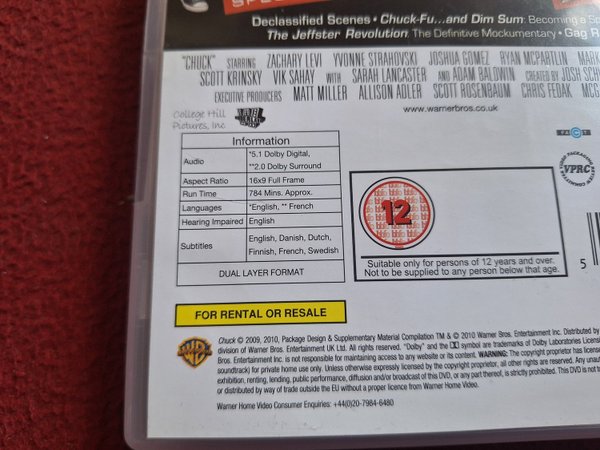 Declassified Scenes • Chuck-Fu...and Dim Sum: Becoming a Sp
The Jeffster Revolution: The Definitive Mockumentary • Gag R
"CHUCK" STARRING ZACHARY LEVI YVONNE STRAHOVSKI JOSHUA GOMEZ RYAN MCPARTLIN MARK
SCOTT KRINSKY VIK SAHAY WITH SARAH LANCASTER AND ADAM BALDWIN CREATED BY JOSH SCH
EXECUTIVE PRODUCERS MATT MILLER ALLISON ADLER SCOTT ROSENBAUM CHRIS FEDAK MCG
www.warnerbros.co.uk
College Hill
Pictures, Inc
Information
Audio *5.1 Dolby Digital,
**2.0 Dolby Surround
Aspect Ratio 16x9 Full Frame
Run Time 784 Mins. Approx.
Languages *English, ** French
Hearing Impaired English
Subtitles English, Danish, Dutch,
Finnish, French, Swedish
DUAL LAYER FORMAT
FACT
VPRC
12
Suitable only for persons of 12 years and over.
Not to be supplied to any person below that age.
5
FOR RENTAL OR RESALE
WB
Chuck © 2009, 2010, Package Design & Supplementary Material Compilation TM & © 2010 Warner Bros. Entertainment Inc. Distributed by
division of Warner Bros. Entertainment UK Ltd. All rights reserved. "Dolby" and the symbol are trademarks of Dolby Laboratories Licensi
Bros. Entertainment Inc. is not responsible for maintaining access to any website or its content. WARNING: The copyright proprietor has license
soundtrack) for private home use only. Unless otherwise expressly licensed by the copyright proprietor, all other rights are reserved. Any unaut
exhibition, renting, lending, public performance, diffusion and/or broadcast of this DVD, or any part thereof, is strictly prohibited. This DVD is not t
or distributed by way of trade outside the EU without a proper licence from Warner Home Video.
Warner Home Video Consumer Enquiries: +44(0)20-7984-6480